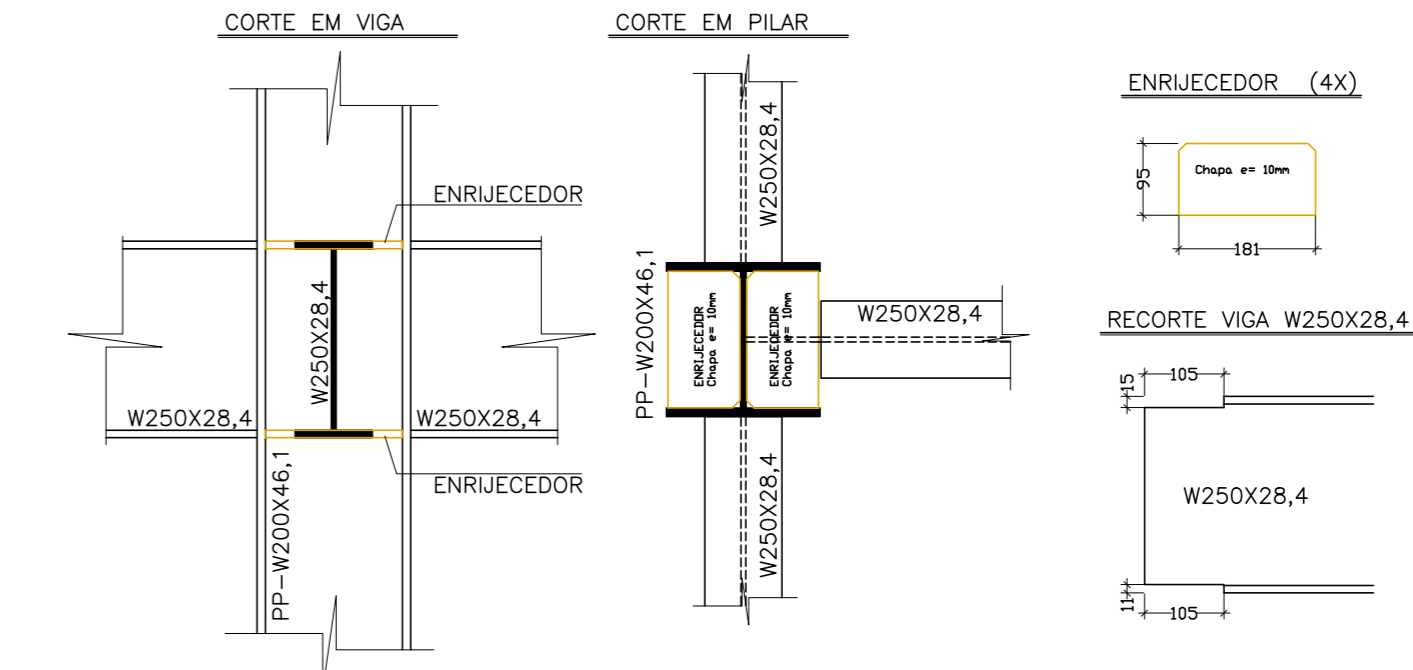 CORTE EM VIGA
ENRIJECEDOR
W250X28,4
W250X28,4
W250X28,4
ENRIJECEDOR
PP-W200X46,1
CORTE EM PILAR
W250X28,4
PP-W200X46,1
ENRIJECEDOR
Chapa e= 10mm
ENRIJECEDOR
Chapa e= 10mm
W250X28,4
W250X28,4
ENRIJECEDOR (4X)
95
Chapa e= 10mm
181
RECORTE VIGA W250X28,4
15
105
W250X28,4
11
105